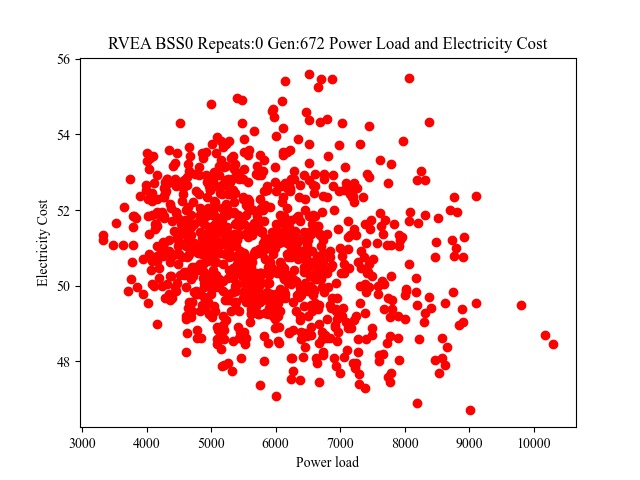 RVEA BSS0 Repeats:0 Gen:672 Power Load and Electricity Cost
Electricity Cost
56
54
52
50
48
3000 4000 5000 6000 7000 8000 9000 10000
Power load